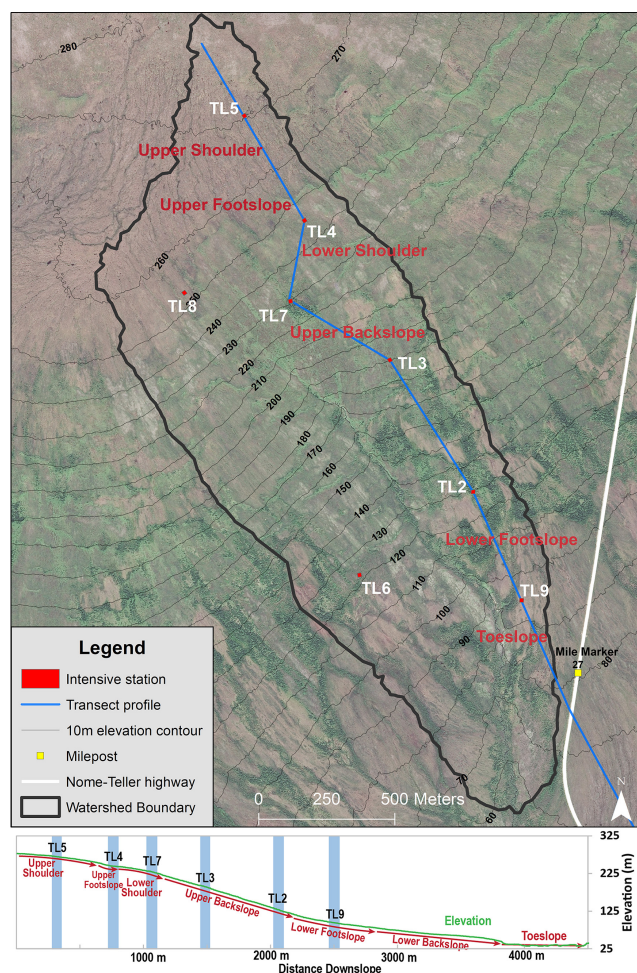 280
270
TL5
Upper Shoulder
Upper Footslope
TL4
Lower Shoulder
260
TL8
250
TL7
240
Upper Backslope
230
TL3
220
210
200
190
180
170
160
TL2
150
140
Lower Footslope
130
120
TL6
110
TL9
100
Toeslope
90
Mile Marker
27
80
70
60
Legend
Intensive station
Transect profile
10m elevation contour
Milepost
Nome-Teller highway
Watershed Boundary
0 250 500 Meters
N
TL5
TL4
TL7
TL3
TL2
TL9
Upper
Shoulder
Upper
Footslope
Lower
Shoulder
Upper Backslope
Lower Footslope
Lower Backslope
Elevation
Toeslope
325
225
125
25
Elevation (m)
1000 m
2000 m
3000 m
4000 m
Distance Downslope